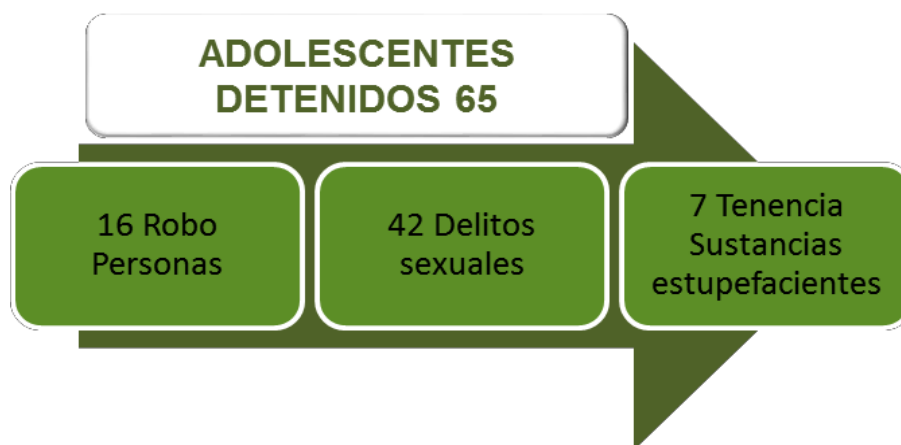 ADOLESCENTES
DETENIDOS 65
16 Robo
Personas
42 Delitos
sexuales
7 Tenencia
Sustancias
estupefacientes